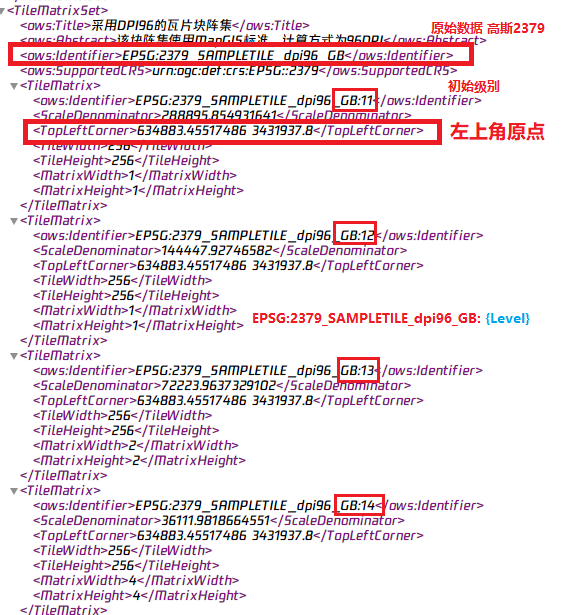 <TileMatrixSet>
<ows:Title>采用DPI96的瓦片块阵集</ows:Title>
原始数据 高斯2379
<ows:Abstract>该块阵集使用MapGIS标准，计算方式为96DPI</ows:Abstract>
<ows:Identifier>EPSG:2379_SAMPLETILE_dpi96_GB</ows:Identifier>
<ows:SupportedCRS>urn:ogc:def:crs:EPSG::2379</ows:SupportedCRS>
<TileMatrix>
初始级别
<ows:Identifier>EPSG:2379_SAMPLETILE_dpi96_GB:11</ows:Identifier>
<ScaleDenominator>288895.854931641</ScaleDenominator>
<TopLeftCorner>634883.45517486 3431937.8</TopLeftCorner>
左上角原点
<TileWidth>256</TileWidth>
<TileHeight>256</TileHeight>
<MatrixWidth>1</MatrixWidth>
<MatrixHeight>1</MatrixHeight>
</TileMatrix>
<TileMatrix>
<ows:Identifier>EPSG:2379_SAMPLETILE_dpi96_GB:12</ows:Identifier>
<ScaleDenominator>144447.92746582</ScaleDenominator>
<TopLeftCorner>634883.45517486 3431937.8</TopLeftCorner>
<TileWidth>256</TileWidth>
<TileHeight>256</TileHeight>
<MatrixWidth>1</MatrixWidth>
EPSG:2379_SAMPLETILE_dpi96_GB: {Level}
<MatrixHeight>1</MatrixHeight>
</TileMatrix>
<TileMatrix>
<ows:Identifier>EPSG:2379_SAMPLETILE_dpi96_GB:13</ows:Identifier>
<ScaleDenominator>72223.9637329102</ScaleDenominator>
<TopLeftCorner>634883.45517486 3431937.8</TopLeftCorner>
<TileWidth>256</TileWidth>
<TileHeight>256</TileHeight>
<MatrixWidth>2</MatrixWidth>
<MatrixHeight>2</MatrixHeight>
</TileMatrix>
<TileMatrix>
<ows:Identifier>EPSG:2379_SAMPLETILE_dpi96_GB:14</ows:Identifier>
<ScaleDenominator>36111.9818664551</ScaleDenominator>
<TopLeftCorner>634883.45517486 3431937.8</TopLeftCorner>
<TileWidth>256</TileWidth>
<TileHeight>256</TileHeight>
<MatrixWidth>4</MatrixWidth>
<MatrixHeight>4</MatrixHeight>
</TileMatrix>